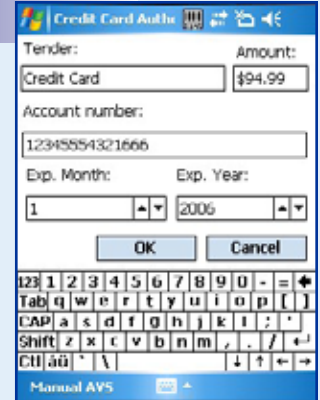 Credit Card Autho
Tender: Amount:
Credit Card $94.99
Account number:
12345554321666
Exp. Month: Exp. Year:
1 2006
OK Cancel
123 1 2 3 4 5 6 7 8 9 0 - =
Tab q w e r t y u i o p [ ]
CAP a s d f g h j k l ; '
Shift z x c v b n m , . /
Ctl áü ` \
Manual AVS